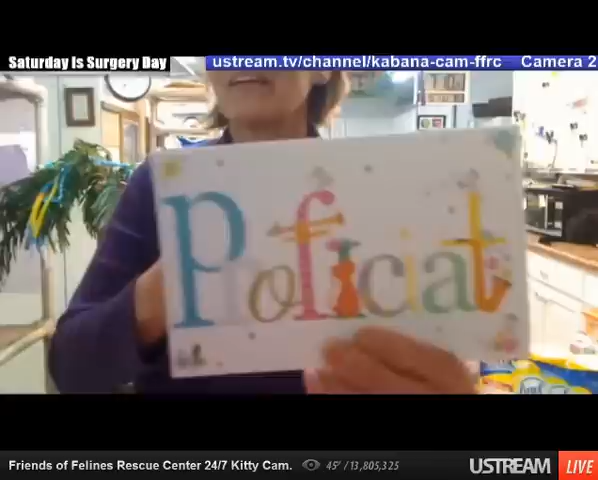 Saturday Is Surgery Day
ustream.tv/channel/kabana-cam-ffrc Camera 2
Proficiat
Friends of Felines Rescue Center 24/7 Kitty Cam. 45 / 13,805,325
USTREAM LIVE